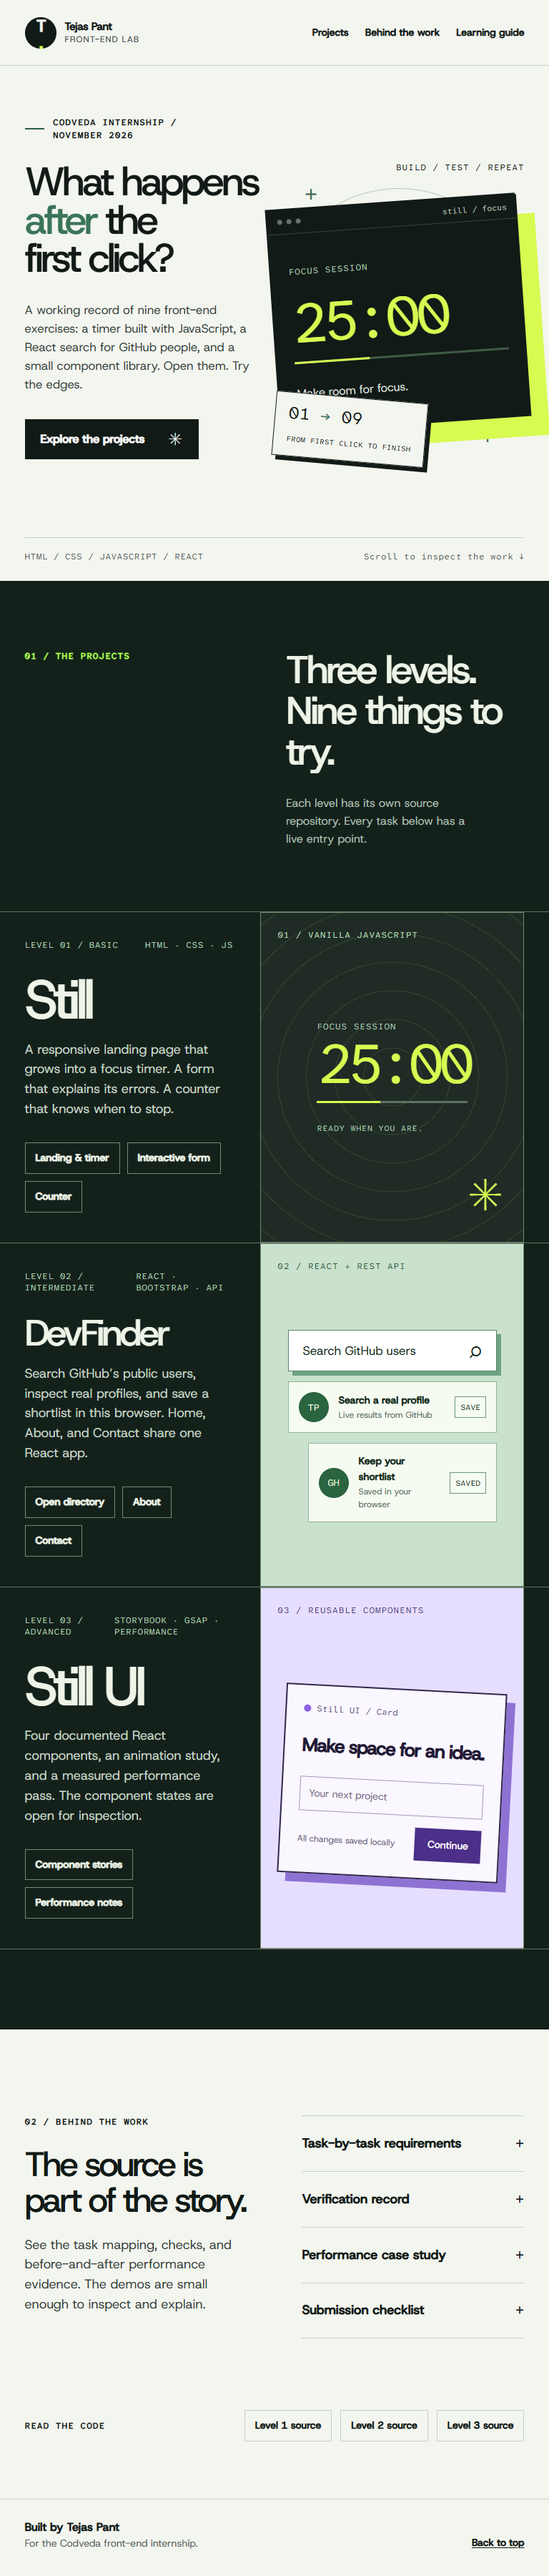 T
Tejas Pant
FRONT-END LAB
Projects
Behind the work
Learning guide
CODVEDA INTERNSHIP /
NOVEMBER 2026
What happens
after the
first click?
A working record of nine front-end
exercises: a timer built with JavaScript, a
React search for GitHub people, and a
small component library. Open them. Try
the edges.
Explore the projects
BUILD / TEST / REPEAT
still / focus
FOCUS SESSION
25:00
Make room for focus.
01 → 09
FROM FIRST CLICK TO FINISH
HTML / CSS / JAVASCRIPT / REACT
Scroll to inspect the work ↓
01 / THE PROJECTS
Three levels.
Nine things to
try.
Each level has its own source
repository. Every task below has a
live entry point.
LEVEL 01 / BASIC
HTML · CSS · JS
Still
A responsive landing page that
grows into a focus timer. A form
that explains its errors. A counter
that knows when to stop.
Landing & timer
Interactive form
Counter
01 / VANILLA JAVASCRIPT
FOCUS SESSION
25:00
READY WHEN YOU ARE.
LEVEL 02 /
INTERMEDIATE
REACT ·
BOOTSTRAP · API
DevFinder
Search GitHub's public users,
inspect real profiles, and save a
shortlist in this browser. Home,
About, and Contact share one
React app.
Open directory
About
Contact
02 / REACT + REST API
Search GitHub users
TP
Search a real profile
Live results from GitHub
SAVE
GH
Keep your
shortlist
Saved in your
browser
SAVED
LEVEL 03 /
ADVANCED
STORYBOOK · GSAP ·
PERFORMANCE
Still UI
Four documented React
components, an animation study,
and a measured performance
pass. The component states are
open for inspection.
Component stories
Performance notes
03 / REUSABLE COMPONENTS
Still UI / Card
Make space for an idea.
Your next project
All changes saved locally
Continue
02 / BEHIND THE WORK
The source is
part of the story.
See the task mapping, checks, and
before-and-after performance
evidence. The demos are small
enough to inspect and explain.
Task-by-task requirements +
Verification record +
Performance case study +
Submission checklist +
READ THE CODE
Level 1 source
Level 2 source
Level 3 source
Built by Tejas Pant
For the Codveda front-end internship.
Back to top